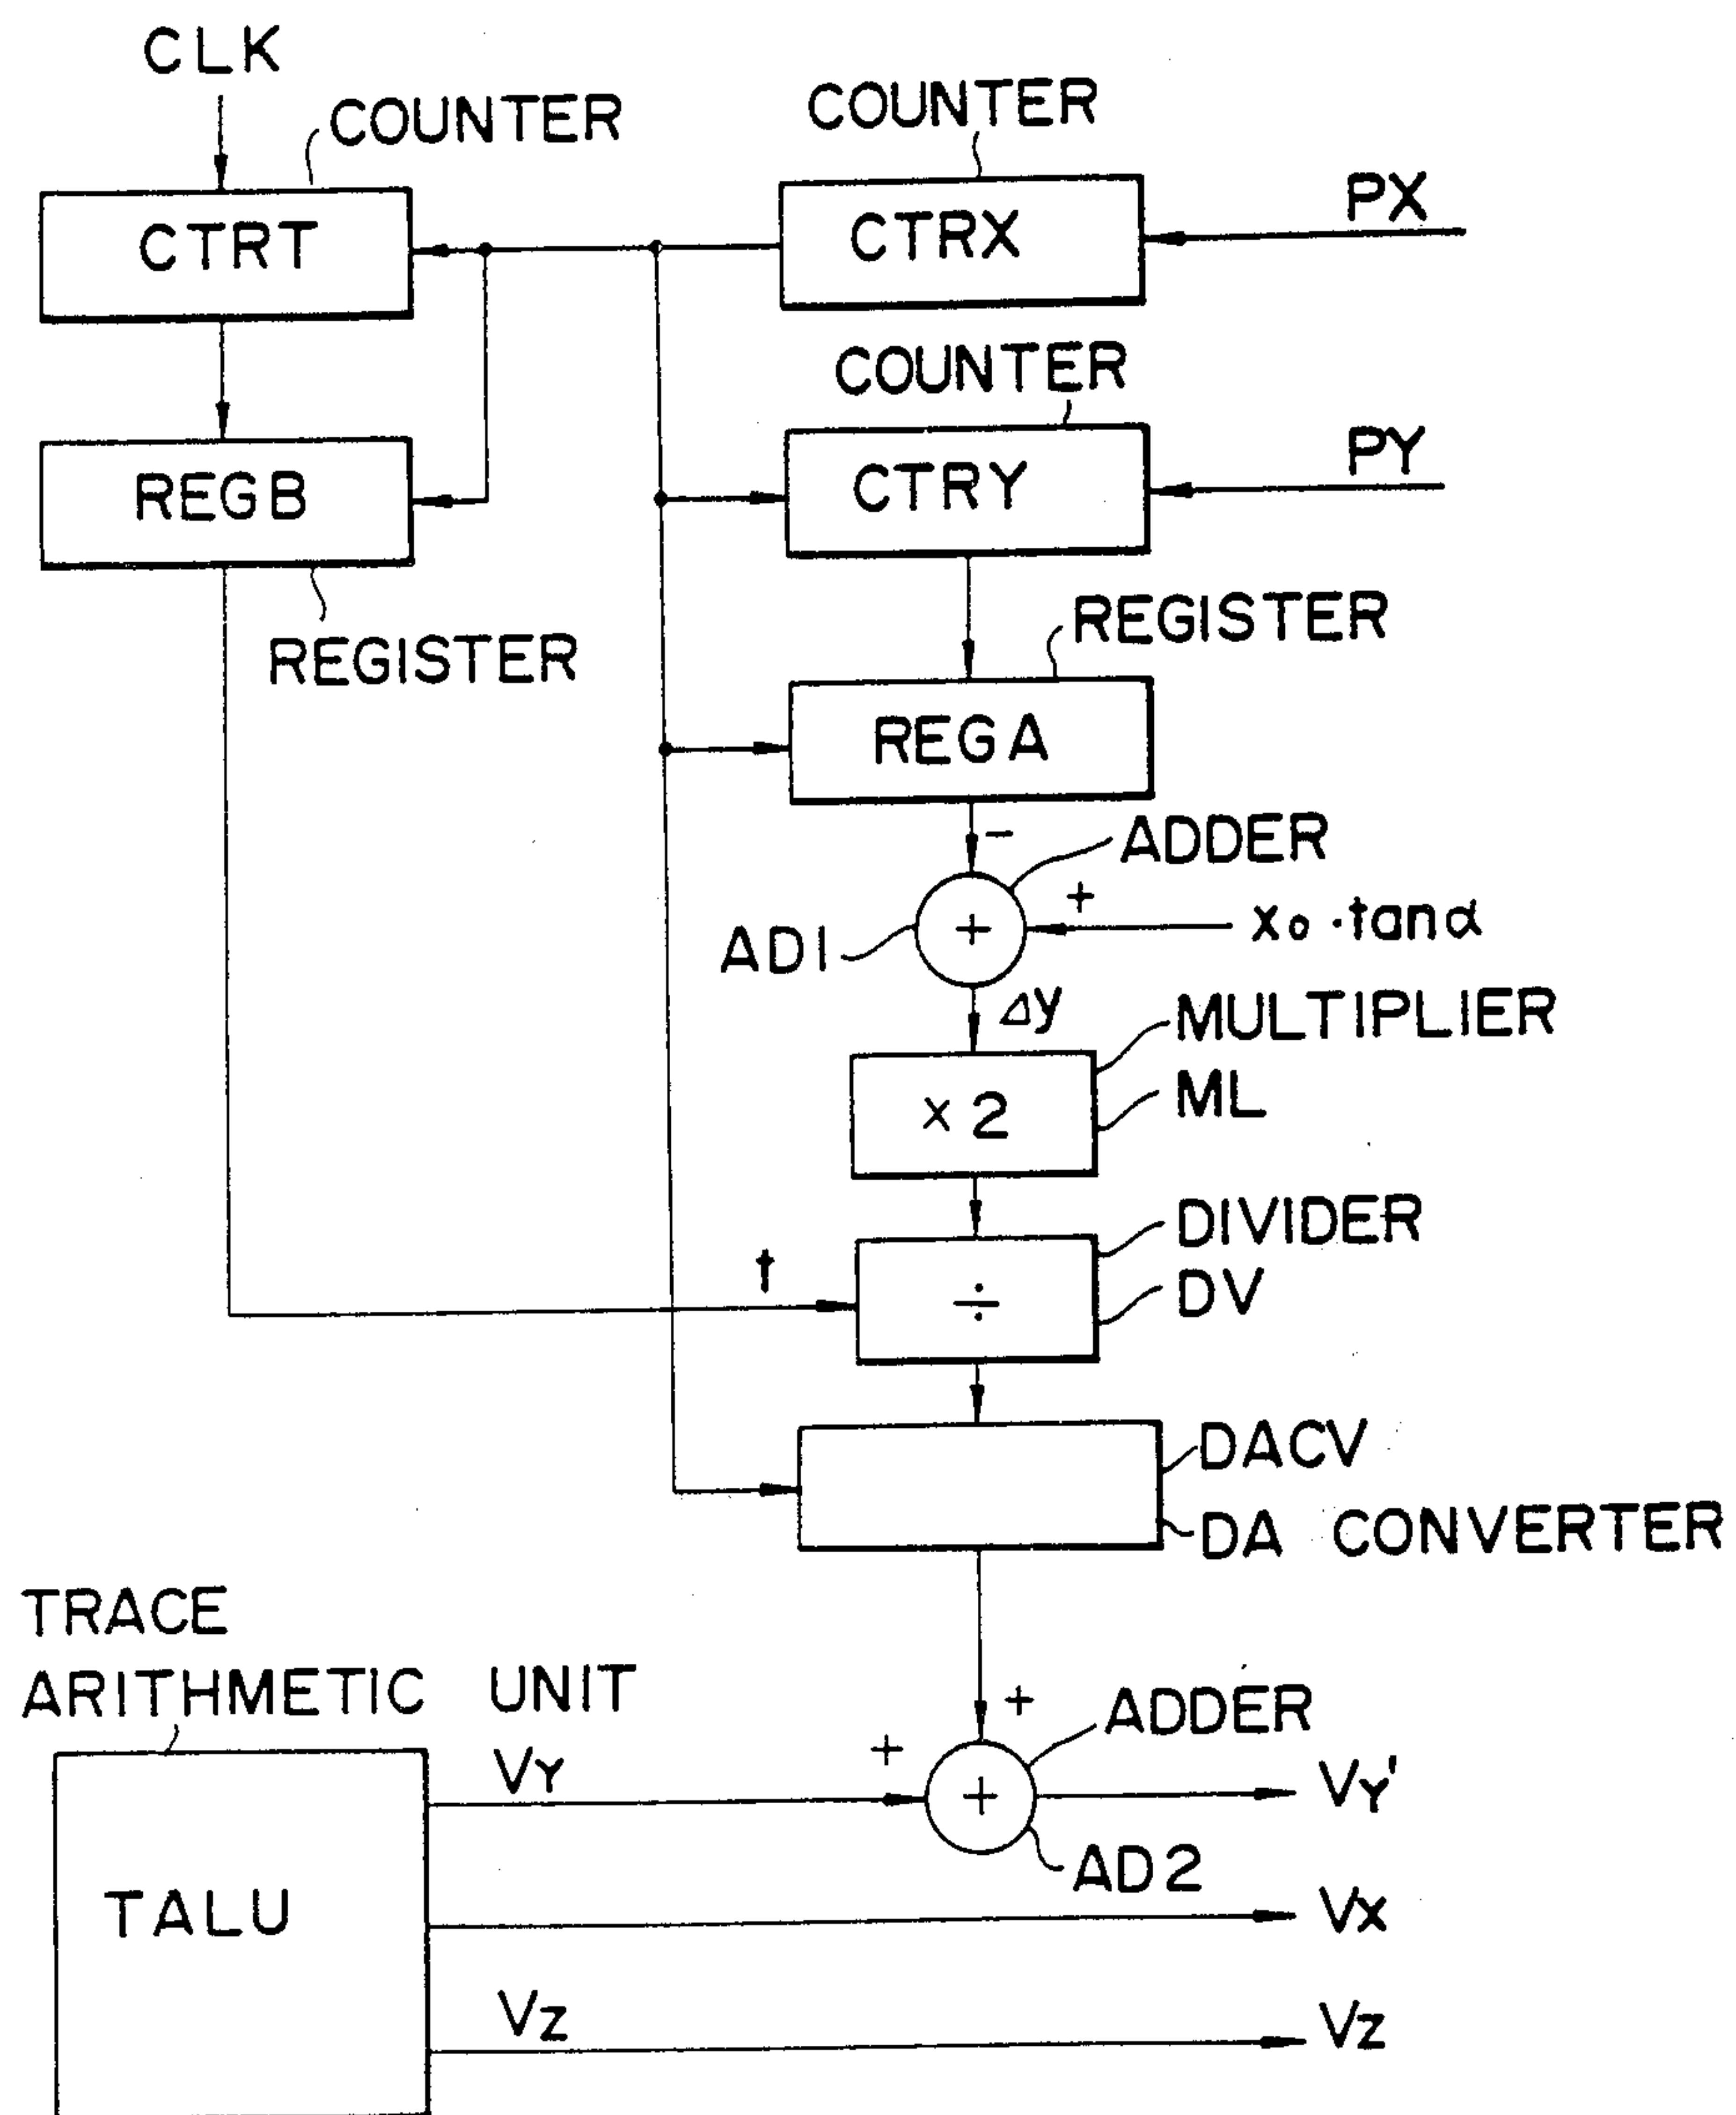 CLK
COUNTER
COUNTER
PX
CTRT
CTRX
COUNTER
PY
REGB
CTRY
REGISTER
REGISTER
REGA
−
ADDER
+
+
x₀·tanα
AD1
Δy
MULTIPLIER
×2
ML
DIVIDER
t
÷
DV
DACV
DA CONVERTER
TRACE
ARITHMETIC UNIT
+
ADDER
VY
+
+
VY'
AD2
TALU
VX
VZ
VZ